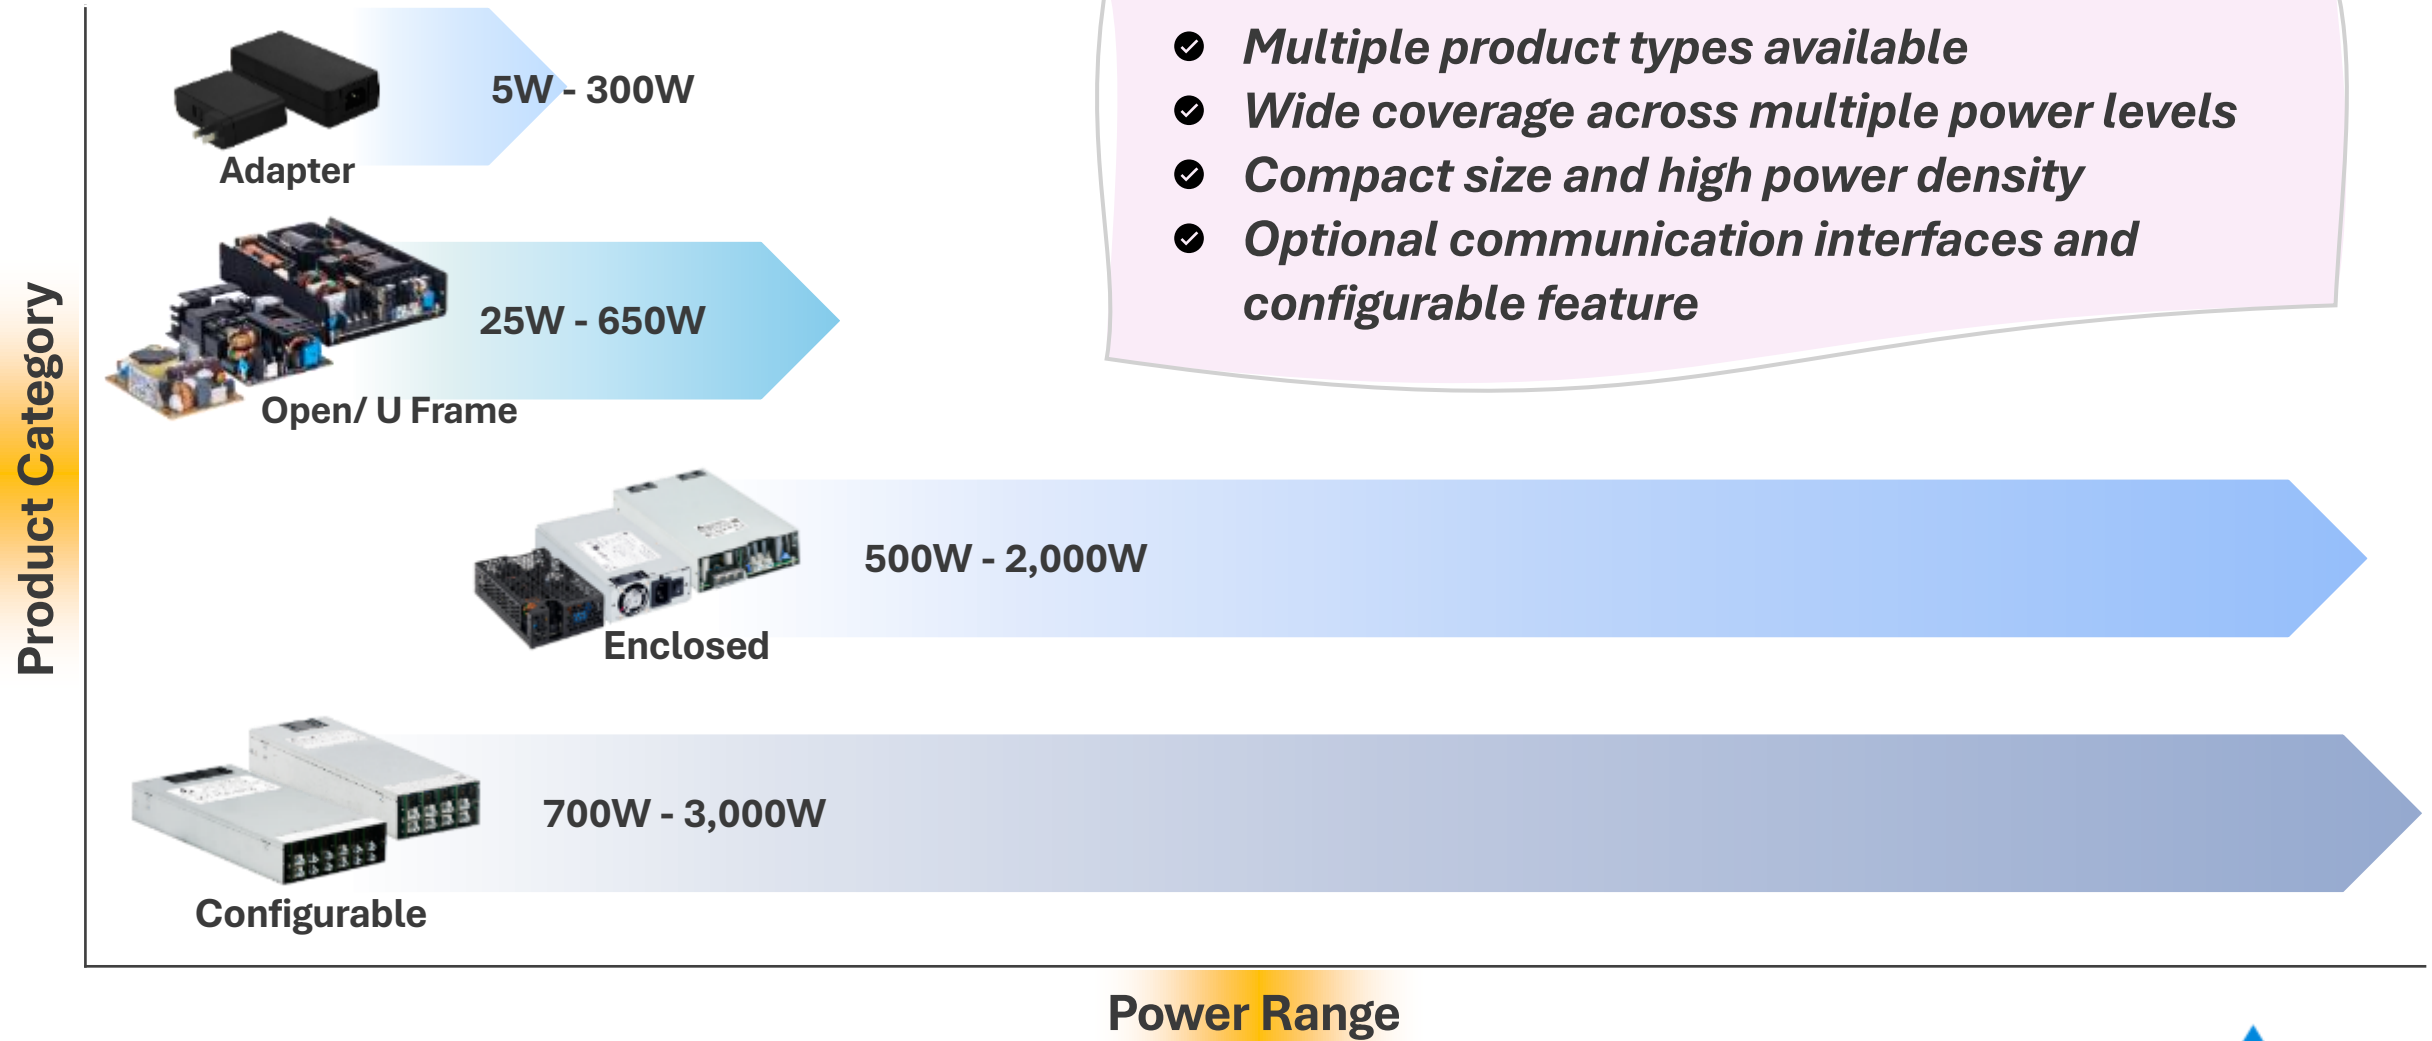 Multiple product types available
Wide coverage across multiple power levels
Compact size and high power density
Optional communication interfaces and
configurable feature
5W - 300W
Adapter
25W - 650W
Open/ U Frame
500W - 2,000W
Enclosed
700W - 3,000W
Configurable
Product Category
Power Range